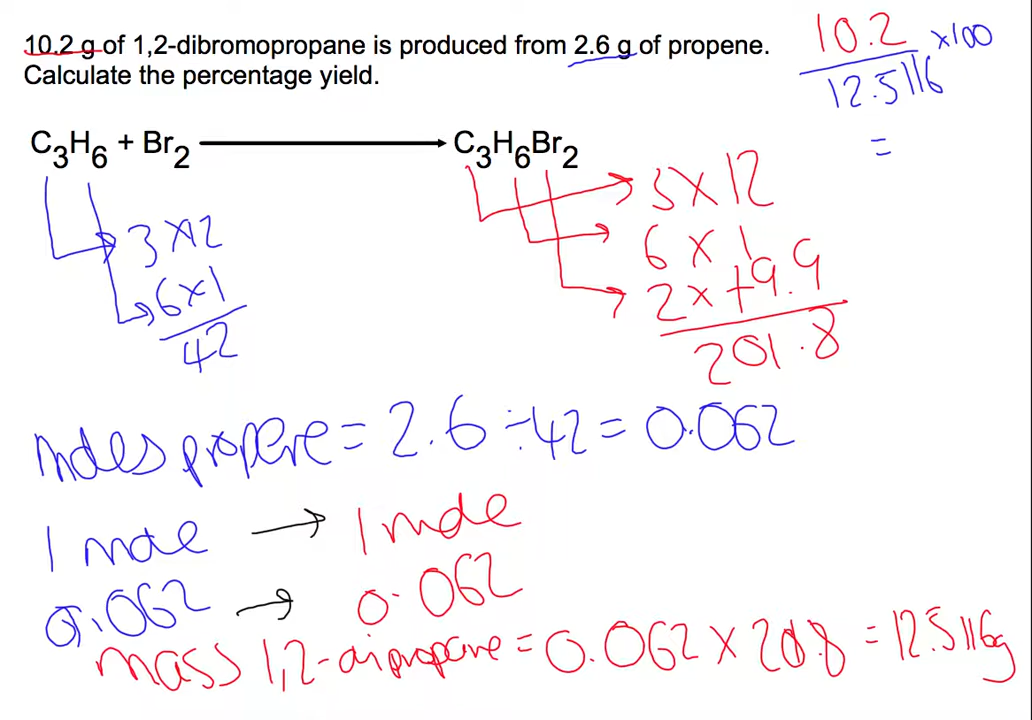 10.2 g of 1,2-dibromopropane is produced from 2.6 g of propene.
Calculate the percentage yield.
10.2
12.5116 ×100
=
C3H6 + Br2 → C3H6Br2
3 × 12
6 × 1
42
3 × 12
6 × 1
2 × 79.9
201.8
moles propene = 2.6 ÷ 42 = 0.062
1 mole → 1 mole
0.062 → 0.062
mass 1,2-dipropane = 0.062 × 201.8 = 12.5116g